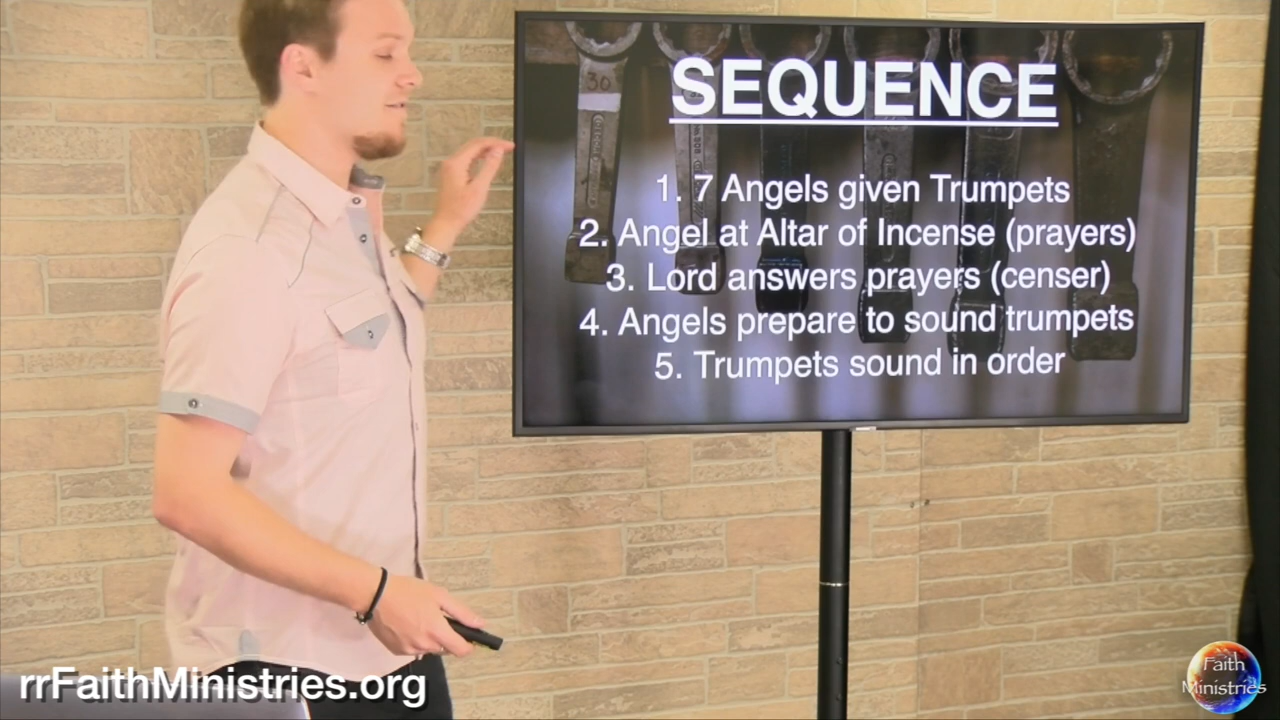 SEQUENCE
1. 7 Angels given Trumpets
2. Angel at Altar of Incense (prayers)
3. Lord answers prayers (censer)
4. Angels prepare to sound trumpets
5. Trumpets sound in order
30
rrFaithMinistries.org
Faith
Ministries